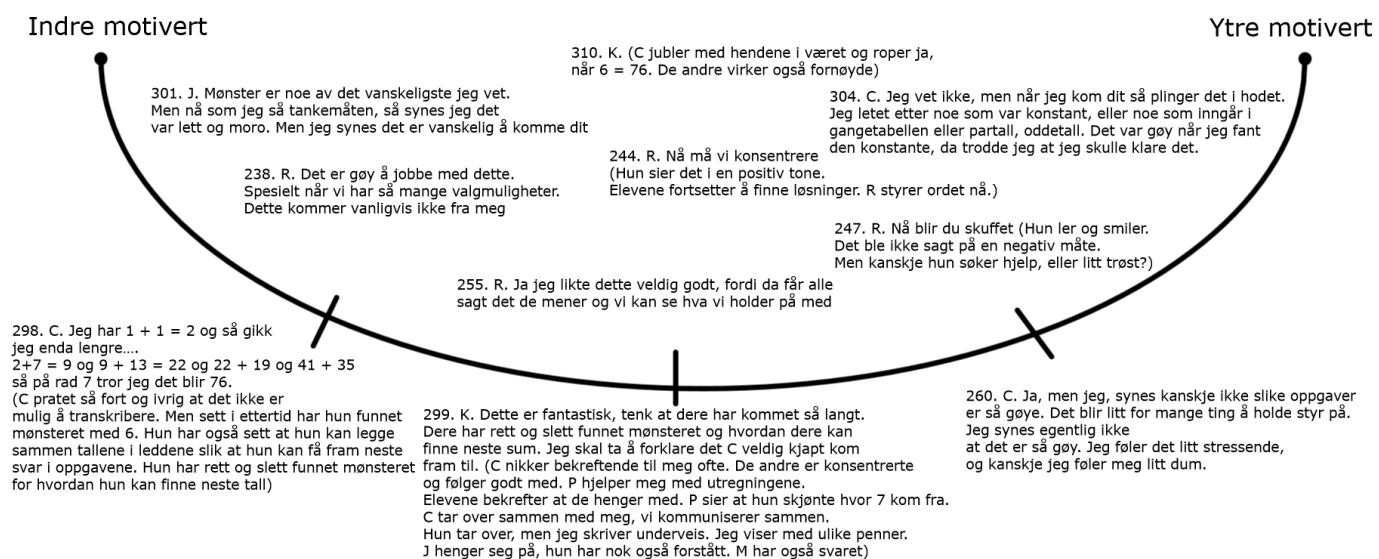 Indre motivert
Ytre motivert
310. K. (C jubler med hendene i været og roper ja,
når 6 = 76. De andre virker også fornøyde)
301. J. Mønster er noe av det vanskeligste jeg vet.
Men nå som jeg så tankemåten, så synes jeg det
var lett og moro. Men jeg synes det er vanskelig å komme dit
304. C. Jeg vet ikke, men når jeg kom dit så plinger det i hodet.
Jeg letet etter noe som var konstant, eller noe som inngår i
gangetabellen eller partall, oddetall. Det var gøy når jeg fant
den konstante, da trodde jeg at jeg skulle klare det.
238. R. Det er gøy å jobbe med dette.
Spesielt når vi har så mange valgmuligheter.
Dette kommer vanligvis ikke fra meg
244. R. Nå må vi konsentrere
(Hun sier det i en positiv tone.
Elevene fortsetter å finne løsninger. R styrer ordet nå.)
247. R. Nå blir du skuffet (Hun ler og smiler.
Det ble ikke sagt på en negativ måte.
Men kanskje hun søker hjelp, eller litt trøst?)
255. R. Ja jeg likte dette veldig godt, fordi da får alle
sagt det de mener og vi kan se hva vi holder på med
298. C. Jeg har 1 + 1 = 2 og så gikk
jeg enda lengre....
2+7 = 9 og 9 + 13 = 22 og 22 + 19 og 41 + 35
så på rad 7 tror jeg det blir 76.
(C pratet så fort og ivrig at det ikke er
mulig å transkribere. Men sett i ettertid har hun funnet
mønsteret med 6. Hun har også sett at hun kan legge
sammen tallene i leddene slik at hun kan få fram neste
svar i oppgavene. Hun har rett og slett funnet mønsteret
for hvordan hun kan finne neste tall)
299. K. Dette er fantastisk, tenk at dere har kommet så langt.
Dere har rett og slett funnet mønsteret og hvordan dere kan
finne neste sum. Jeg skal ta å forklare det C veldig kjapt kom
fram til. (C nikker bekreftende til meg ofte. De andre er konsentrerte
og følger godt med. P hjelper meg med utregningene.
Elevene bekrefter at de henger med. P sier at hun skjønte hvor 7 kom fra.
C tar over sammen med meg, vi kommuniserer sammen.
Hun tar over, men jeg skriver underveis. Jeg viser med ulike penner.
J henger seg på, hun har nok også forstått. M har også svaret)
260. C. Ja, men jeg, synes kanskje ikke slike oppgaver
er så gøye. Det blir litt for mange ting å holde styr på.
Jeg synes egentlig ikke
at det er så gøy. Jeg føler det litt stressende,
og kanskje jeg føler meg litt dum.